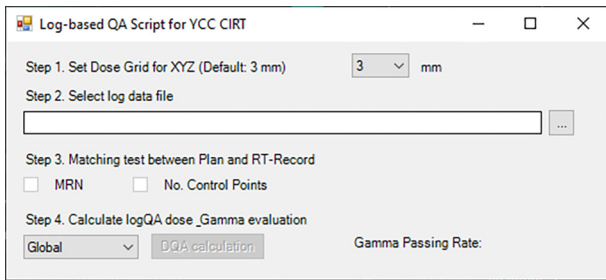 Log-based QA Script for YCC CIRT
Step 1. Set Dose Grid for XYZ (Default: 3 mm) 3 mm
Step 2. Select log data file
...
Step 3. Matching test between Plan and RT-Record
MRN No. Control Points
Step 4. Calculate logQA dose _Gamma evaluation
Global DQA calculation Gamma Passing Rate: